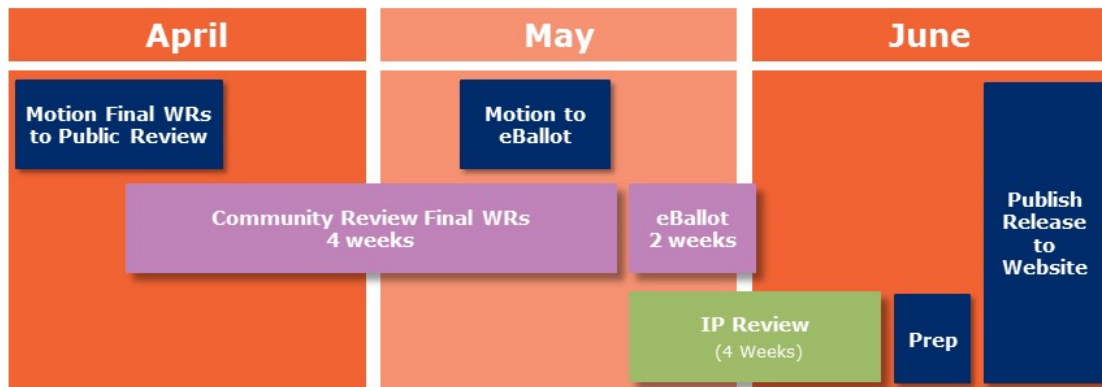 April
May
June
Motion Final WRs
to Public Review
Motion to
eBallot
Publish
Release
to
Website
Community Review Final WRs
4 weeks
eBallot
2 weeks
IP Review
(4 Weeks)
Prep